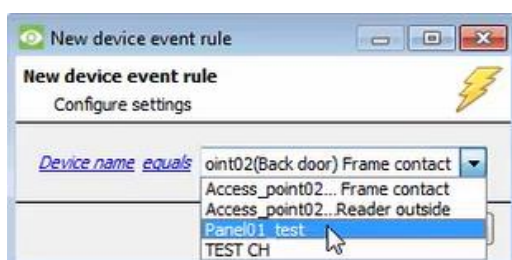 New device event rule
New device event rule
Configure settings
Device name equals oint02(Back door) Frame contact
Access_point02... Frame contact
Access_point02...Reader outside
Panel01_test
TEST CH